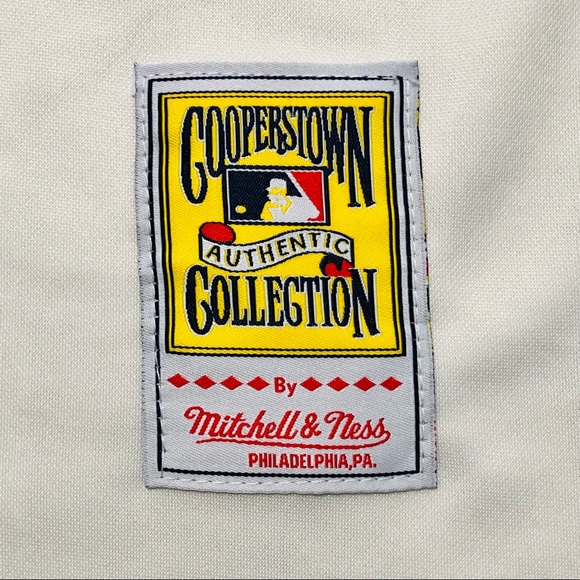 COOPERSTOWN
AUTHENTIC
COLLECTION
By
Mitchell & Ness
PHILADELPHIA, PA.